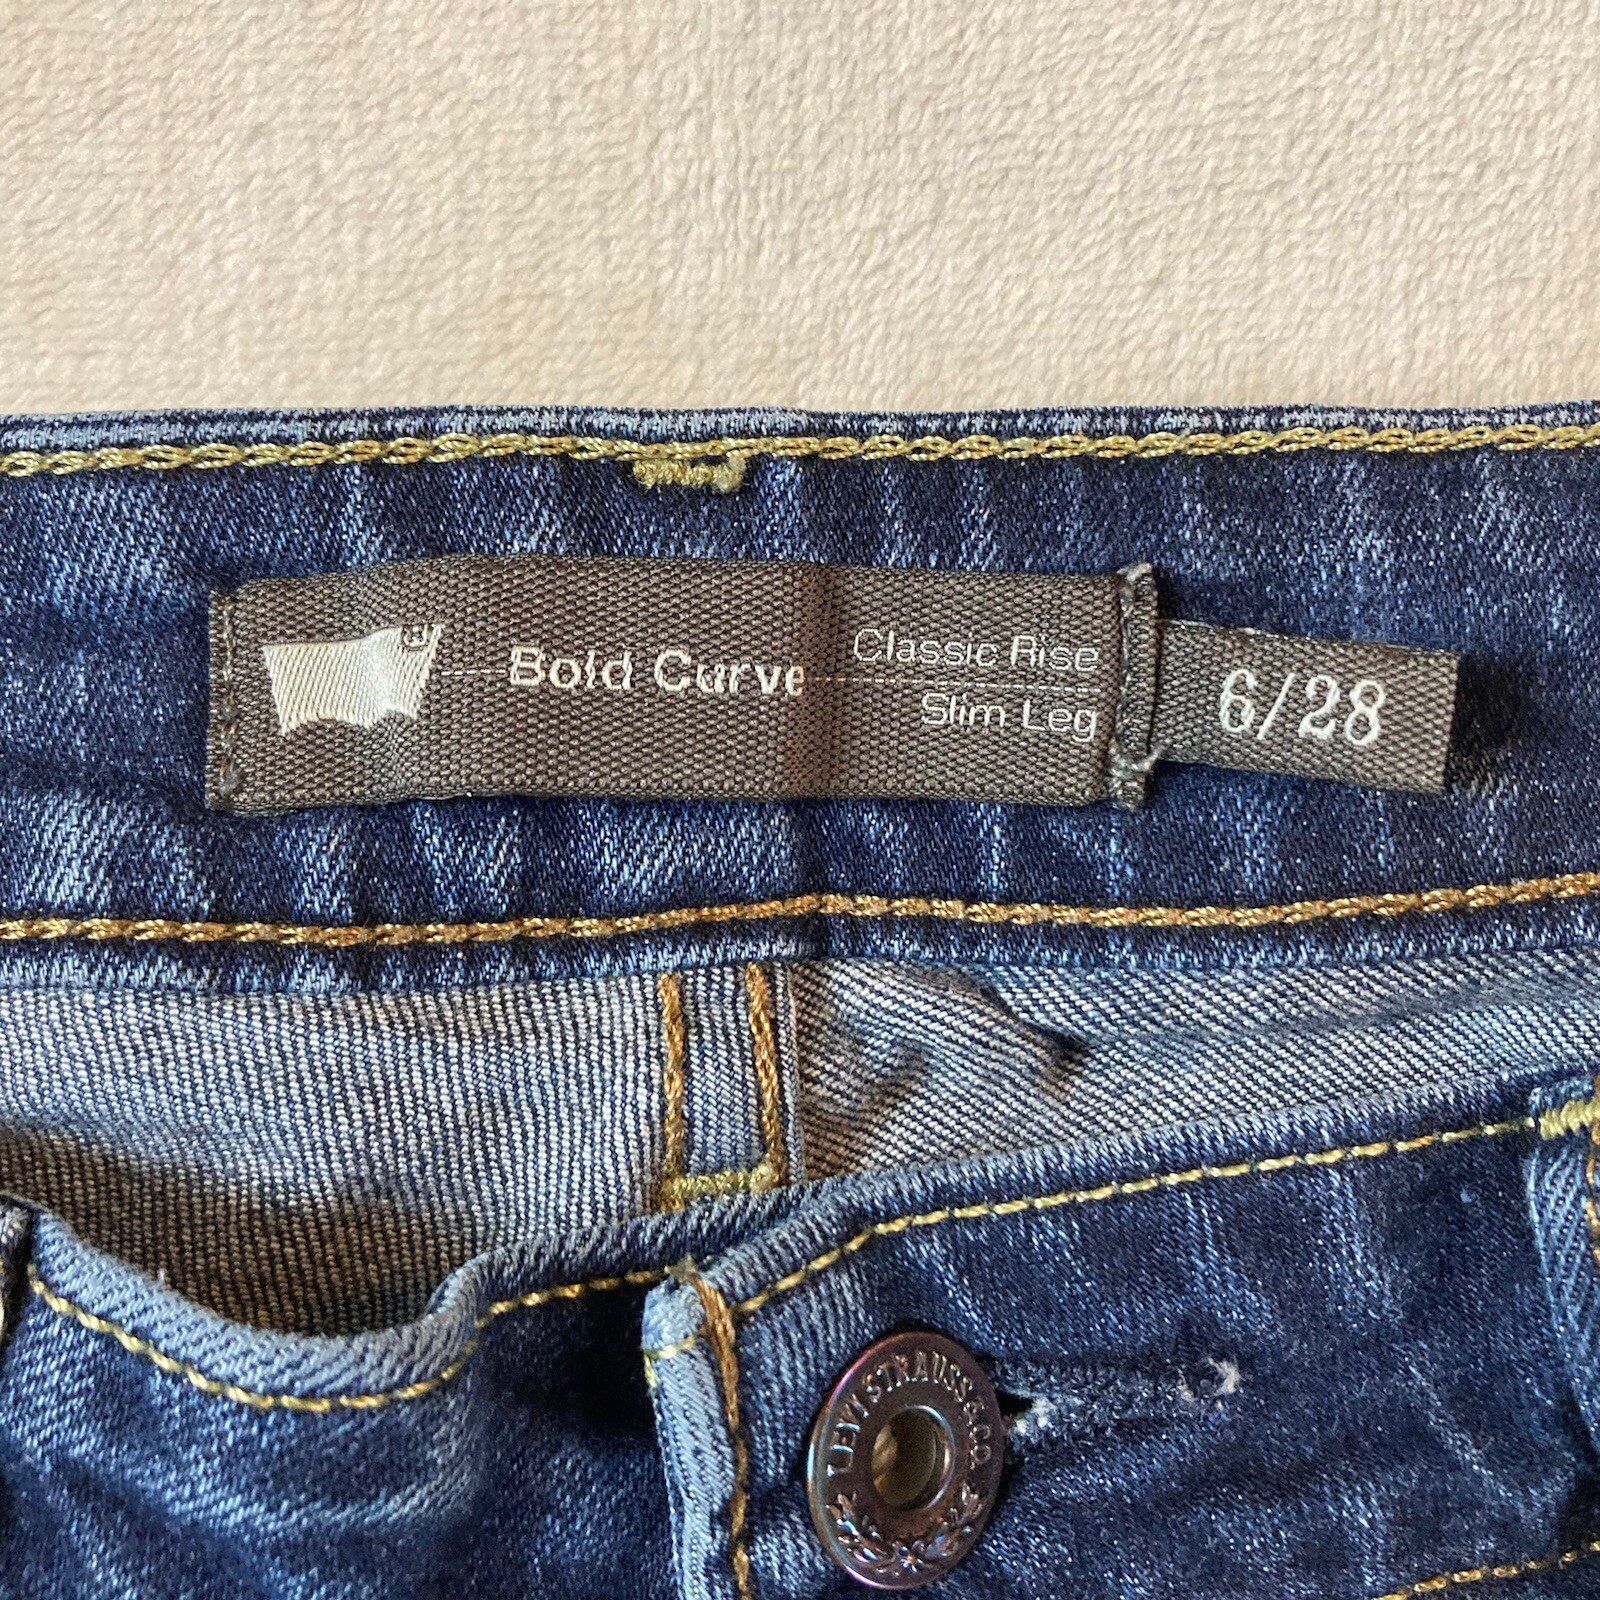 Bold Curve
Classic Rise
Slim Leg
6/28
LEVI STRAUSS & CO